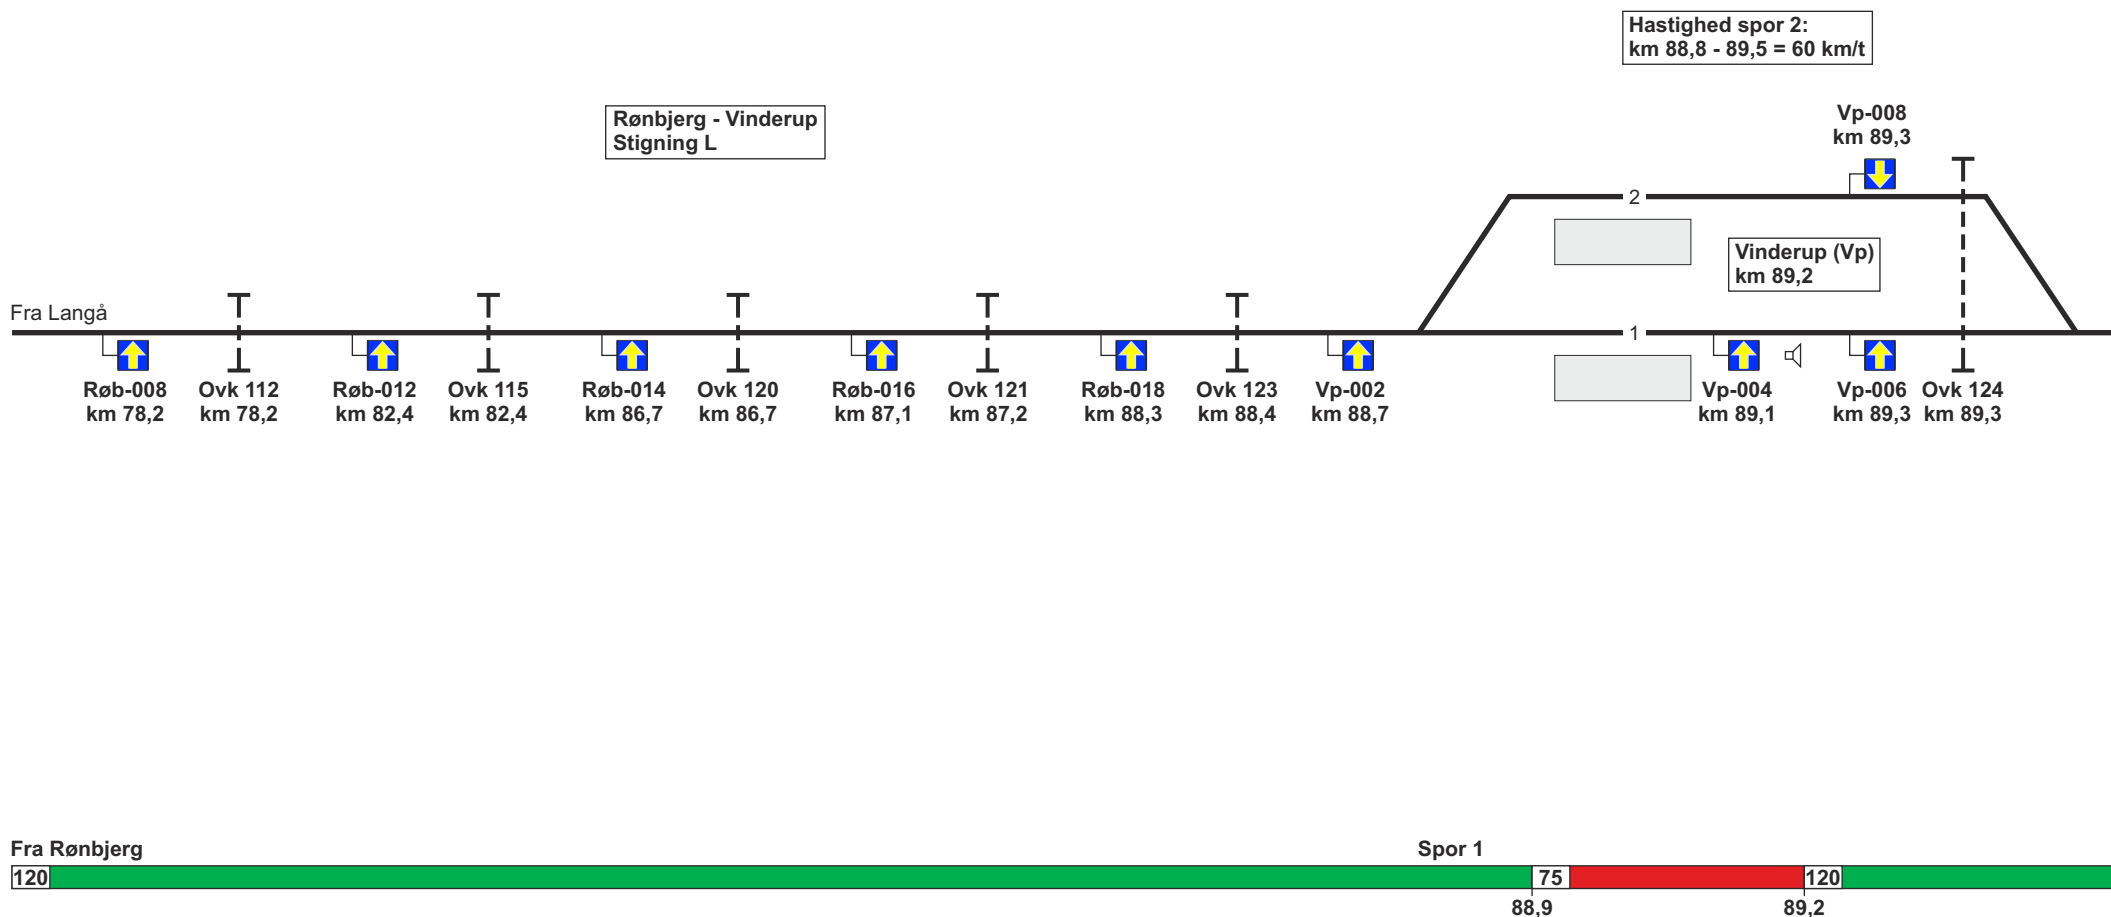 Hastighed spor 2:
km 88,8 - 89,5 = 60 km/t
Rønbjerg - Vinderup
Stigning L
Vp-008
km 89,3
2
Vinderup (Vp)
km 89,2
Fra Langå
1
Røb-008
km 78,2
Ovk 112
km 78,2
Røb-012
km 82,4
Ovk 115
km 82,4
Røb-014
km 86,7
Ovk 120
km 86,7
Røb-016
km 87,1
Ovk 121
km 87,2
Røb-018
km 88,3
Ovk 123
km 88,4
Vp-002
km 88,7
Vp-004
km 89,1
Vp-006
km 89,3
Ovk 124
km 89,3
Fra Rønbjerg
Spor 1
120
75
120
88,9
89,2